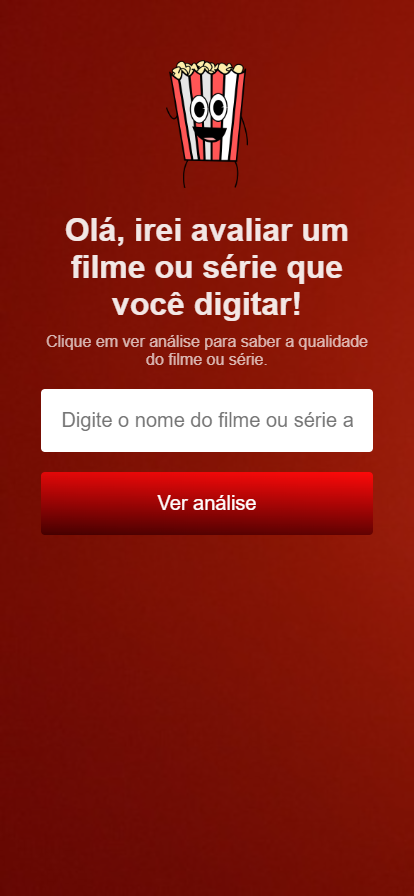 Olá, irei avaliar um
filme ou série que
você digitar!
Clique em ver análise para saber a qualidade
do filme ou série.
Digite o nome do filme ou série a
Ver análise